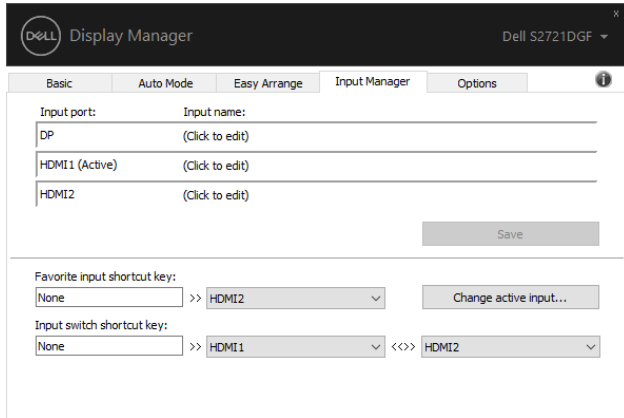 x
DELL Display Manager Dell S2721DGF
Basic Auto Mode Easy Arrange Input Manager Options i
Input port: Input name:
DP (Click to edit)
HDMI1 (Active) (Click to edit)
HDMI2 (Click to edit)
Save
Favorite input shortcut key:
None >> HDMI2 Change active input...
Input switch shortcut key:
None >> HDMI1 <<>> HDMI2